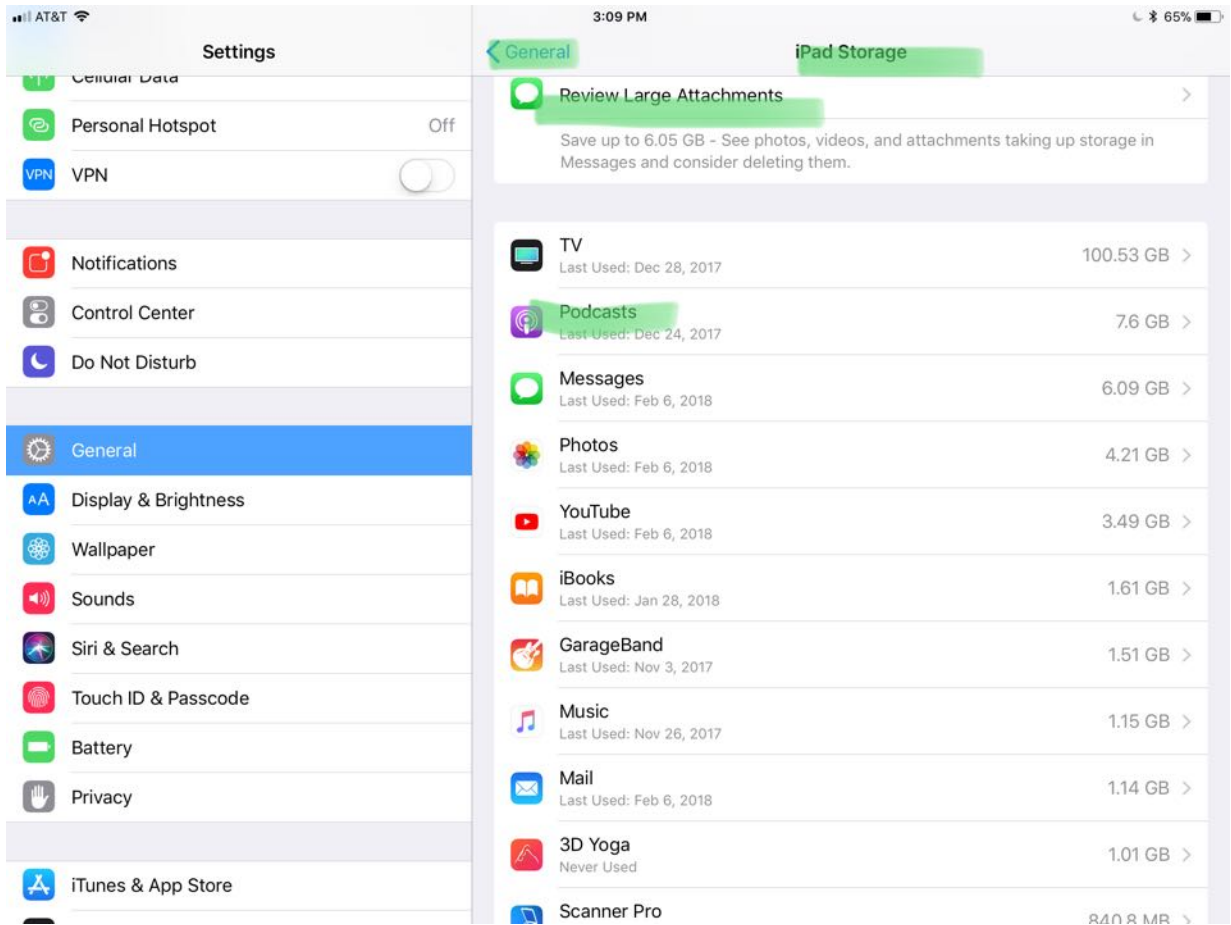 AT&T 3:09 PM 65%
Settings
Cellular Data
Personal Hotspot Off
VPN VPN
Notifications
Control Center
Do Not Disturb
General
AA Display & Brightness
Wallpaper
Sounds
Siri & Search
Touch ID & Passcode
Battery
Privacy
iTunes & App Store
General iPad Storage
Review Large Attachments
Save up to 6.05 GB - See photos, videos, and attachments taking up storage in
Messages and consider deleting them.
TV 100.53 GB
Last Used: Dec 28, 2017
Podcasts 7.6 GB
Last Used: Dec 24, 2017
Messages 6.09 GB
Last Used: Feb 6, 2018
Photos 4.21 GB
Last Used: Feb 6, 2018
YouTube 3.49 GB
Last Used: Feb 6, 2018
iBooks 1.61 GB
Last Used: Jan 28, 2018
GarageBand 1.51 GB
Last Used: Nov 3, 2017
Music 1.15 GB
Last Used: Nov 26, 2017
Mail 1.14 GB
Last Used: Feb 6, 2018
3D Yoga 1.01 GB
Never Used
Scanner Pro 840.8 MB